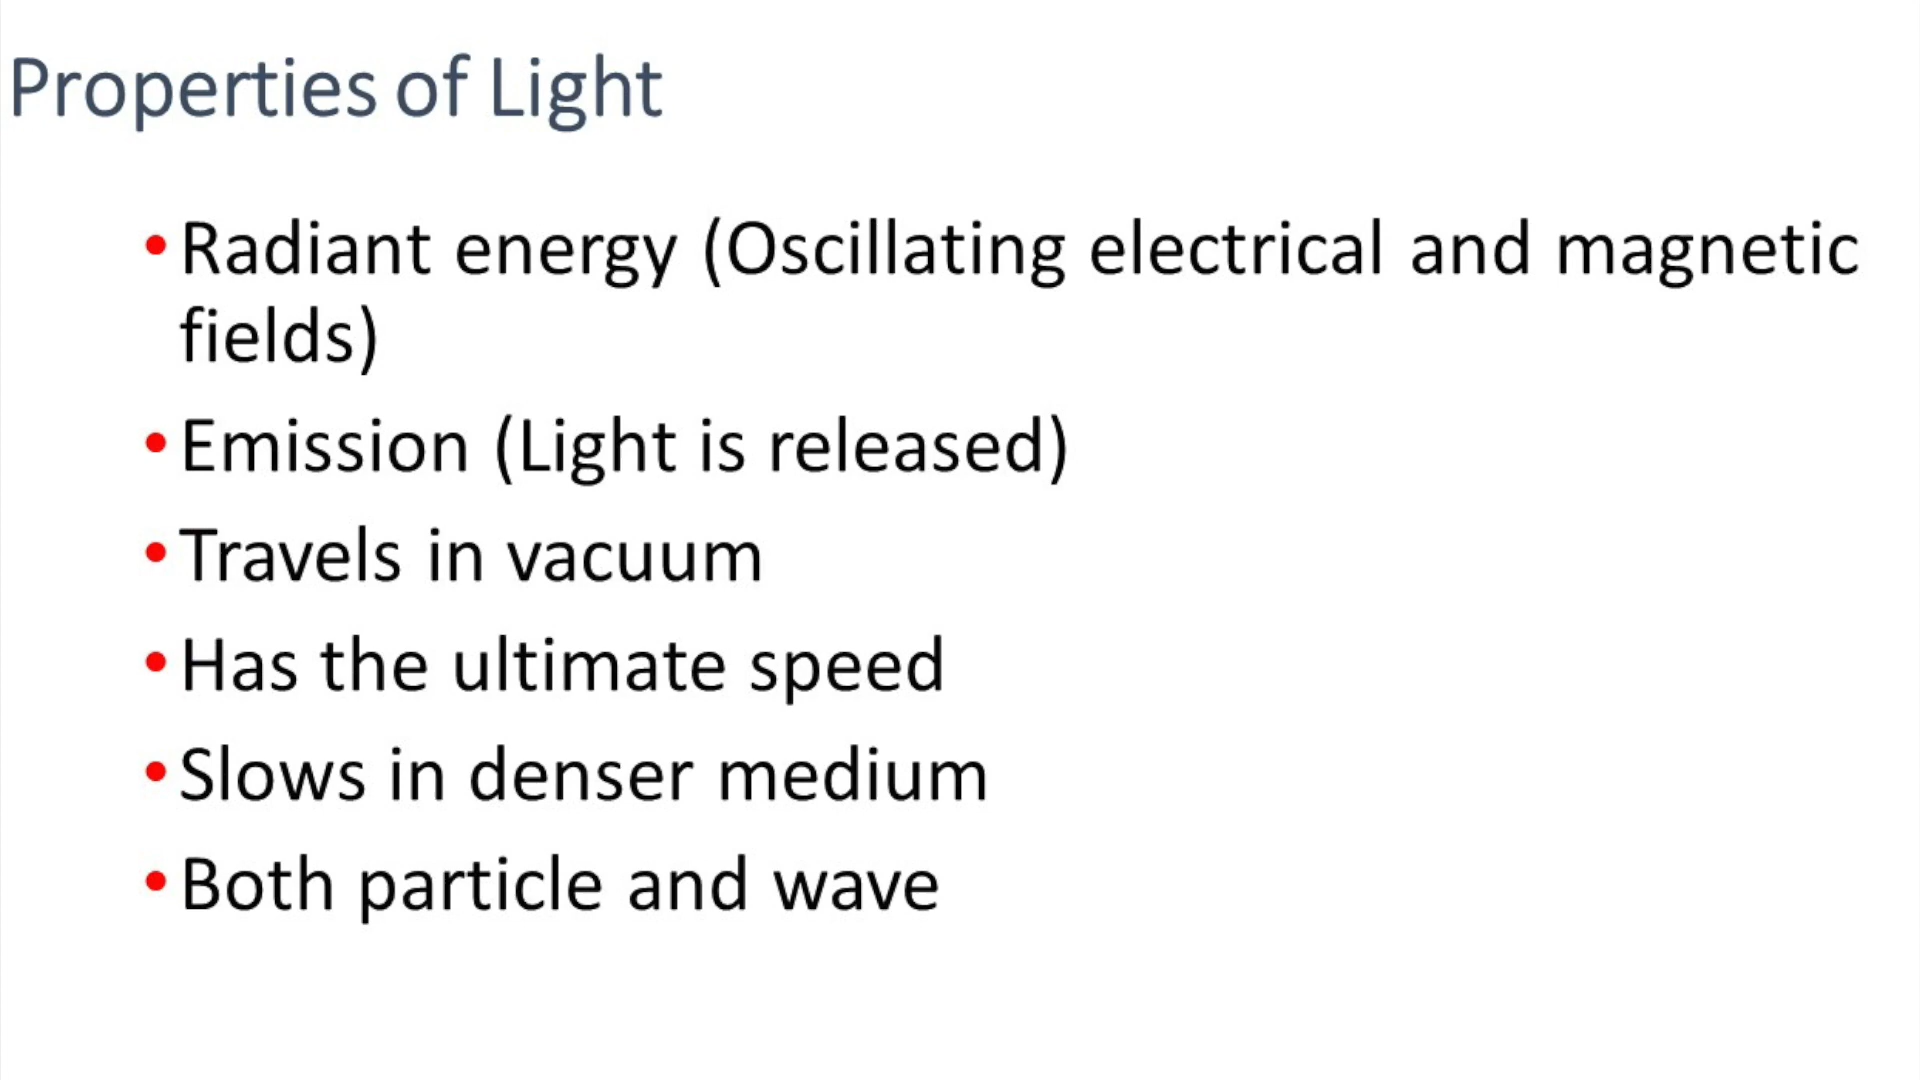 Properties of Light
•Radiant energy (Oscillating electrical and magnetic
fields)
•Emission (Light is released)
•Travels in vacuum
•Has the ultimate speed
•Slows in denser medium
•Both particle and wave